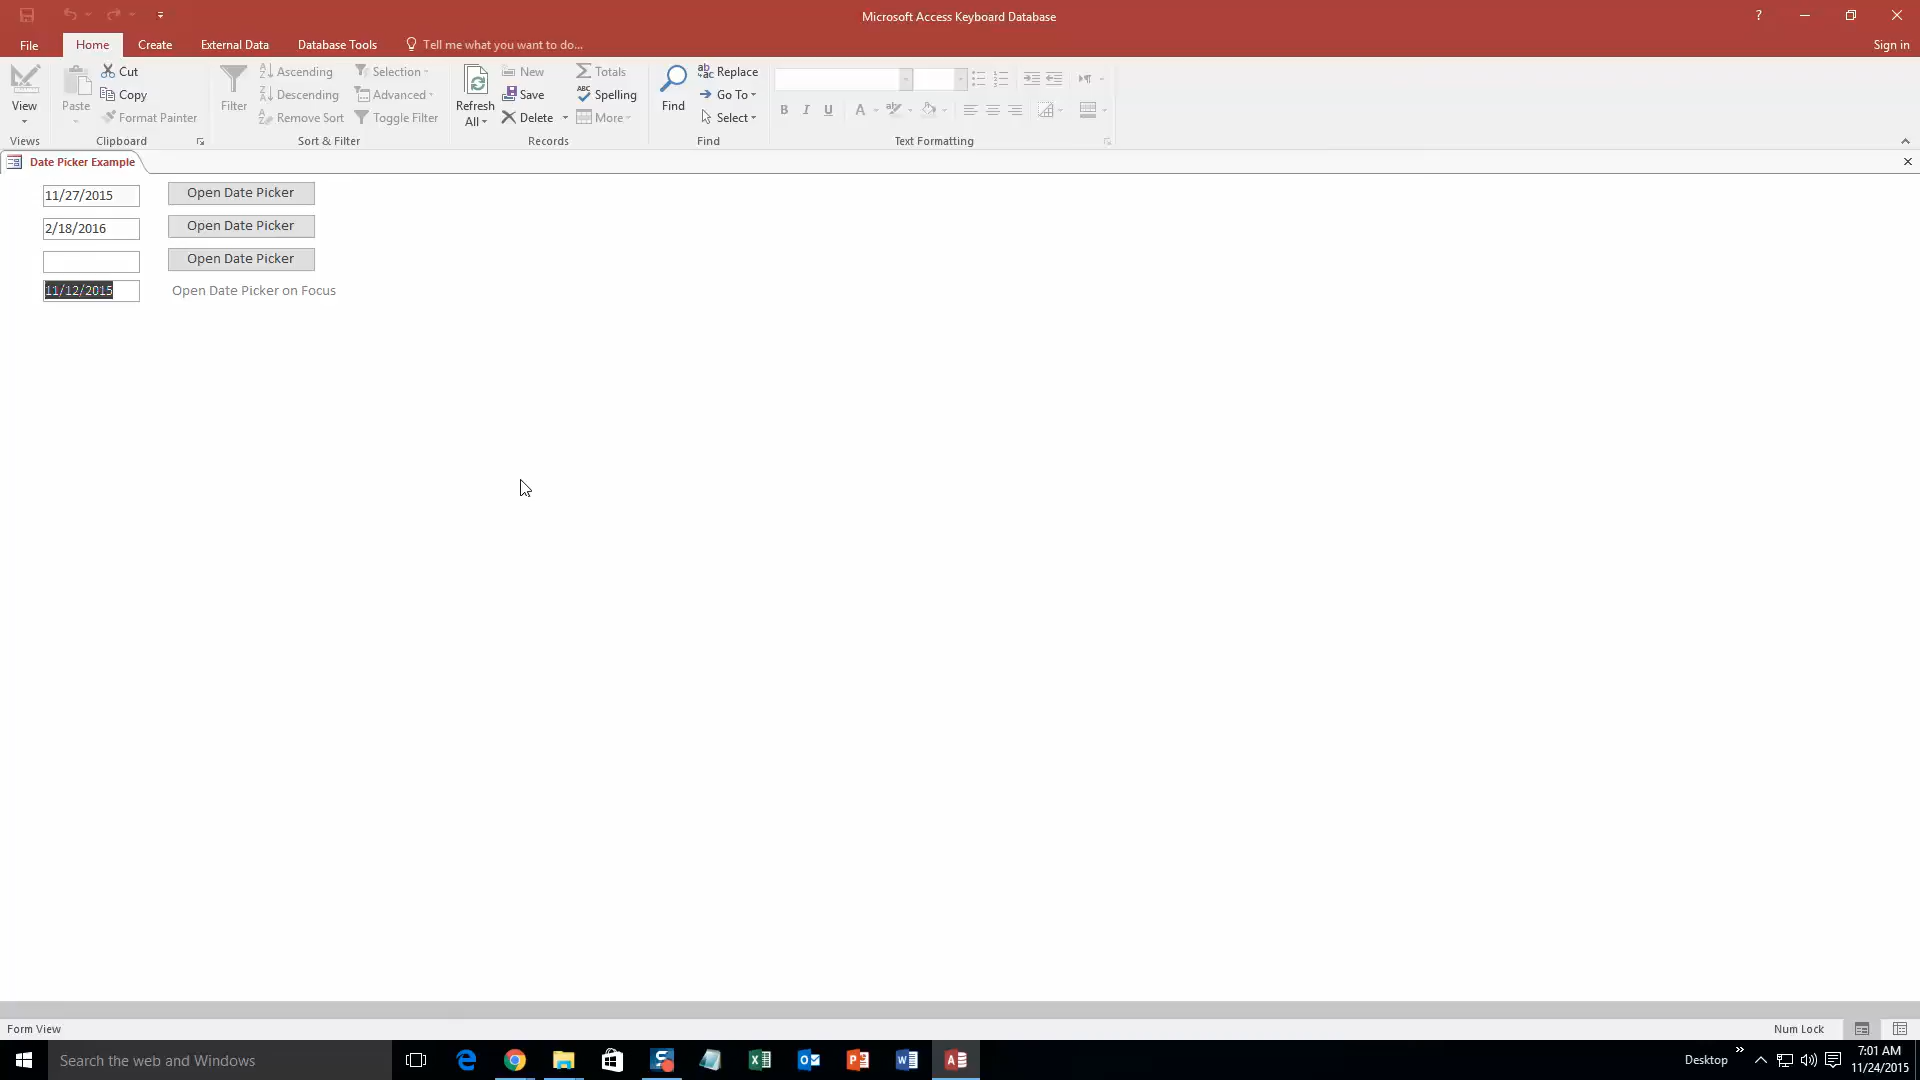 Microsoft Access Keyboard Database
?
File
Home
Create
External Data
Database Tools
Tell me what you want to do...
Sign in
View
Paste
Cut
Copy
Format Painter
Filter
Ascending
Descending
Remove Sort
Selection
Advanced
Toggle Filter
Refresh
All
New
Save
Delete
Totals
Spelling
More
Find
Replace
Go To
Select
B I U A
Views
Clipboard
Sort & Filter
Records
Find
Text Formatting
Date Picker Example
11/27/2015 Open Date Picker
2/18/2016 Open Date Picker
Open Date Picker
11/12/2015 Open Date Picker on Focus
Form View
Num Lock
Search the web and Windows
Desktop
7:01 AM
11/24/2015